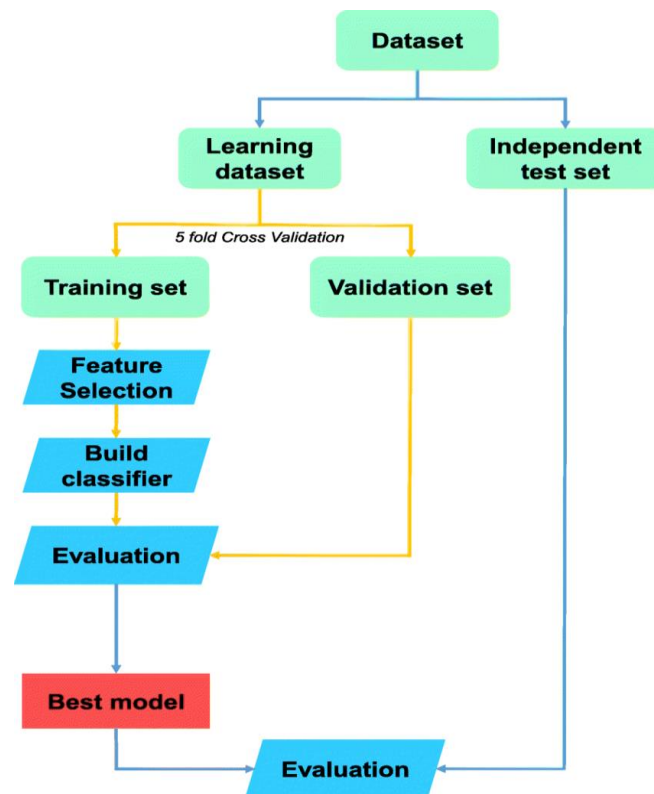 Dataset
Learning
dataset
Independent
test set
5 fold Cross Validation
Training set
Validation set
Feature
Selection
Build
classifier
Evaluation
Best model
Evaluation